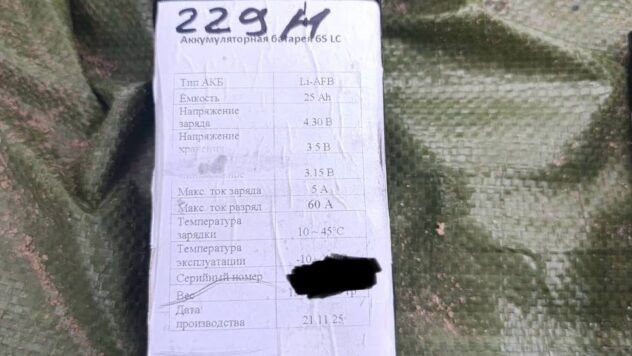 229 М
Аккумуляторная батарея 6S LC
Тип АКБ Li-AFB
Емкость 25 Ah
Напряжение
заряда 4.30 В
Напряжение
3.5 В
3.15 В
Макс. ток заряда 5 А
Макс. ток разряд 60 А
Температура
зарядки 10 ~ 45°C
Температура
эксплуатации -10
Серийный номер
Вес
Дата
производства 21.11.25